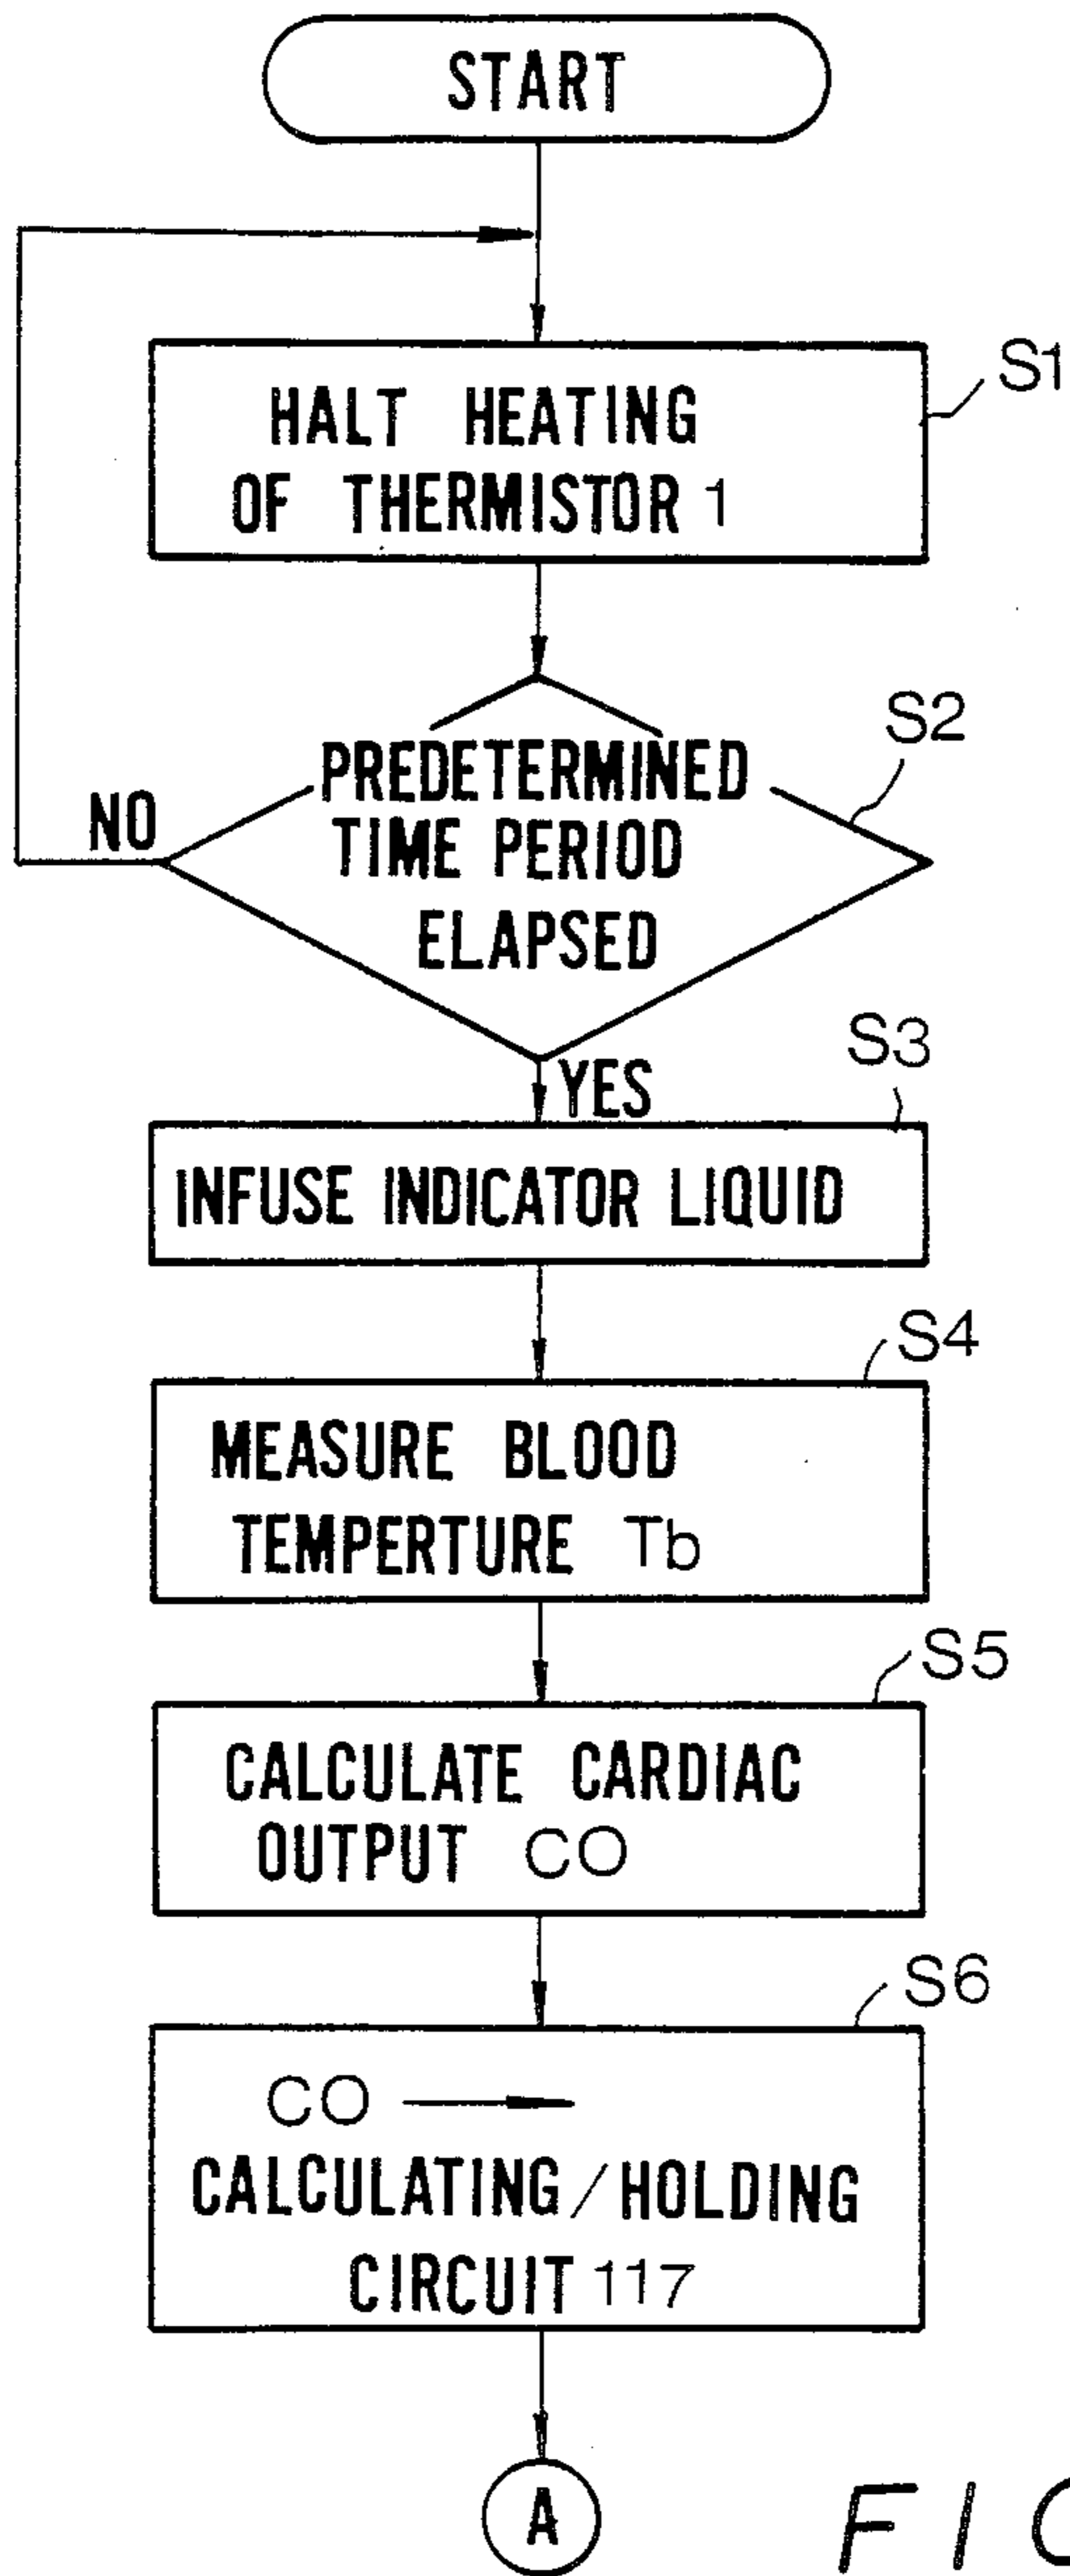 START
S1
HALT HEATING
OF THERMISTOR 1
S2
PREDETERMINED
NO
TIME PERIOD
ELAPSED
S3
YES
INFUSE INDICATOR LIQUID
S4
MEASURE BLOOD
TEMPERTURE Tb
S5
CALCULATE CARDIAC
OUTPUT CO
S6
CO →
CALCULATING/HOLDING
CIRCUIT 117
A